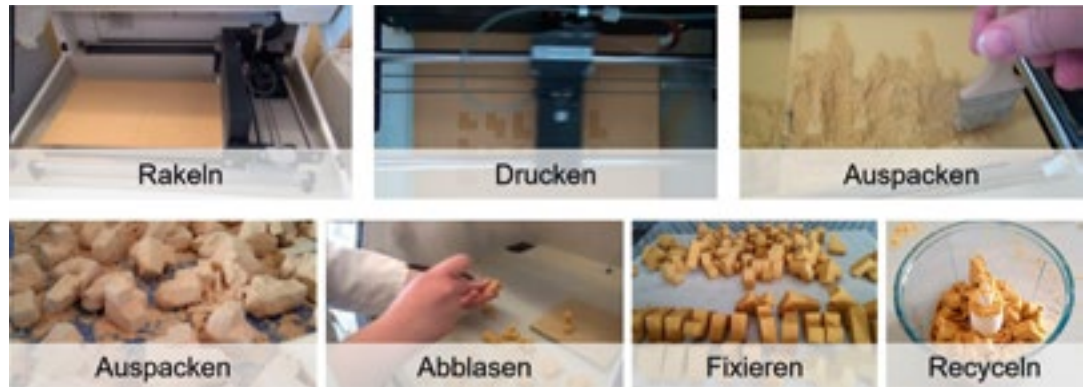 Rakeln
Drucken
Auspacken
Auspacken
Abblasen
Fixieren
Recyceln